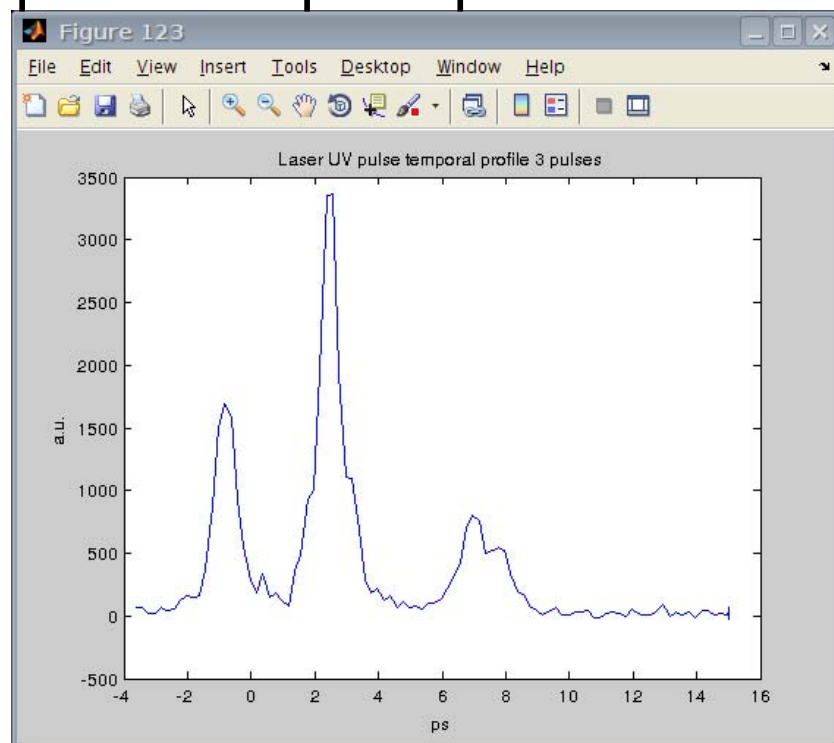 Figure 123
File Edit View Insert Tools Desktop Window Help
Laser UV pulse temporal profile 3 pulses
3500
3000
2500
2000
1500
1000
500
0
-500
a.u.
-4 -2 0 2 4 6 8 10 12 14 16
ps